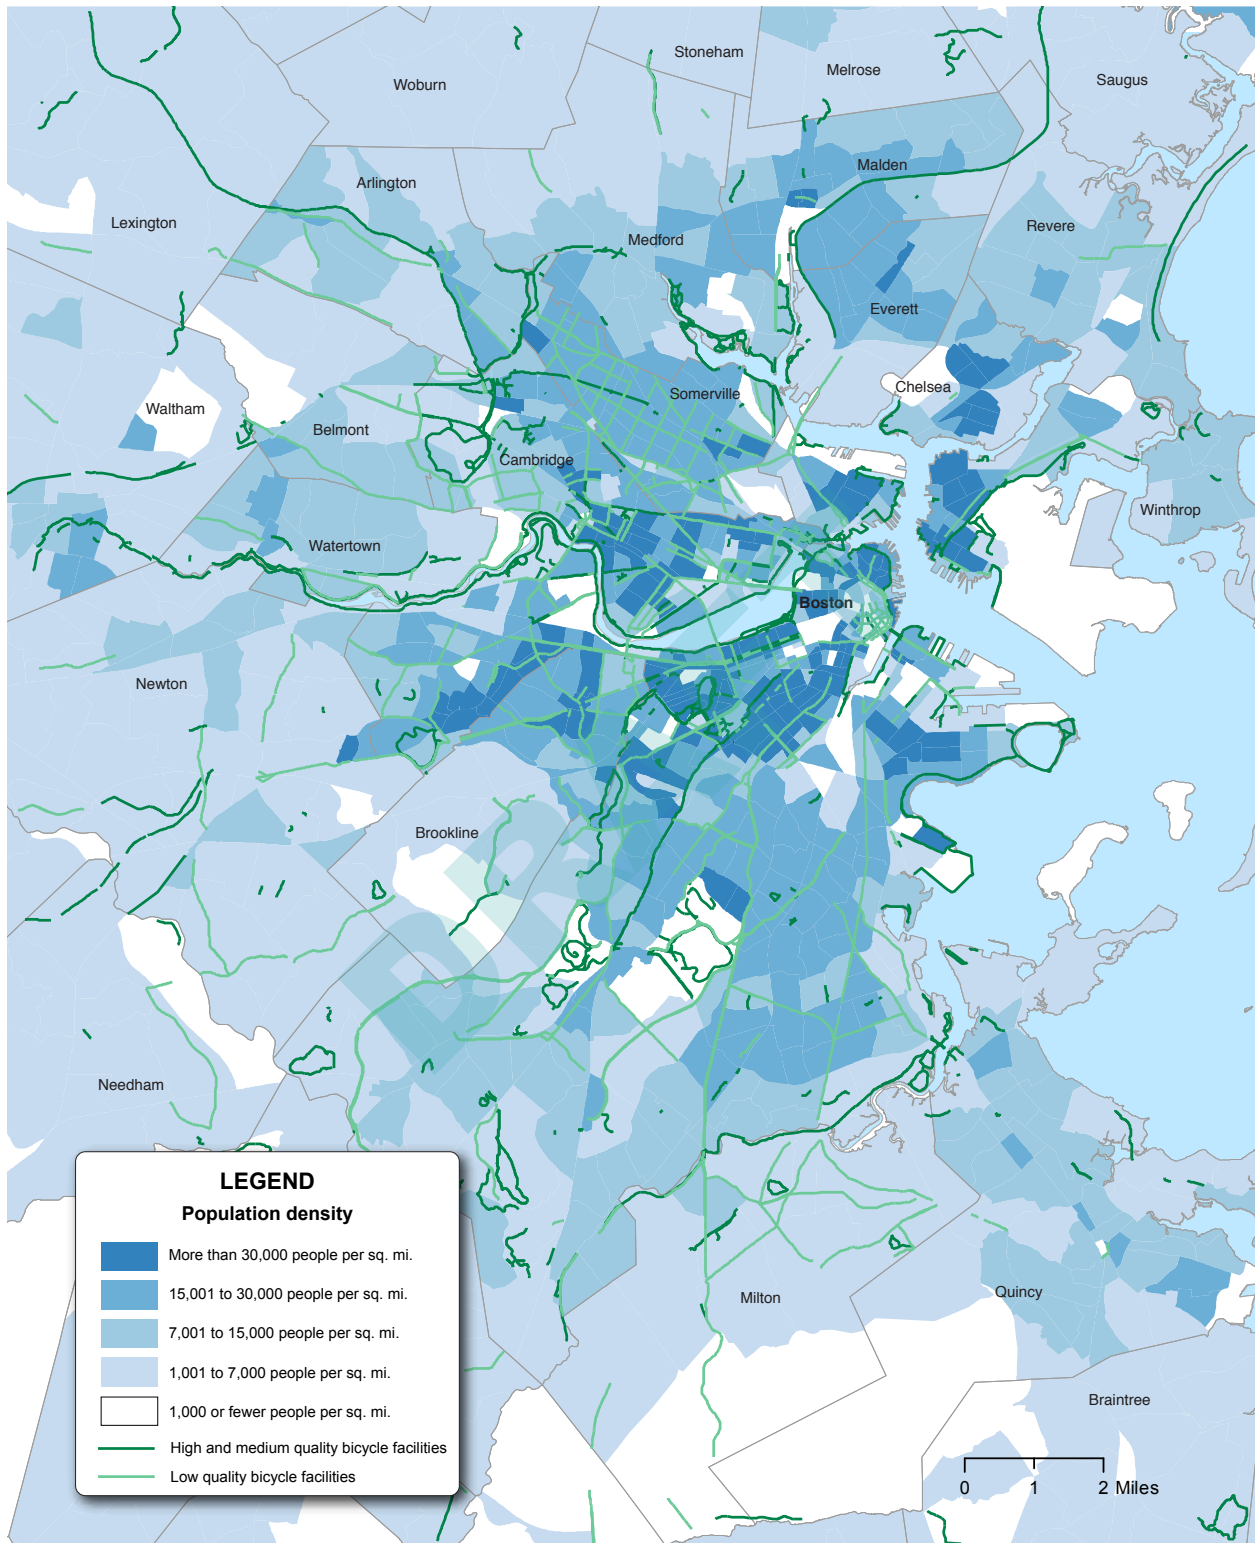 Stoneham
Melrose
Woburn
Saugus
Malden
Arlington
Lexington
Revere
Medford
Everett
Chelsea
Somerville
Waltham
Belmont
Cambridge
Winthrop
Watertown
Boston
Newton
Brookline
Needham
LEGEND
Population density
More than 30,000 people per sq. mi.
15,001 to 30,000 people per sq. mi.
7,001 to 15,000 people per sq. mi.
1,001 to 7,000 people per sq. mi.
1,000 or fewer people per sq. mi.
High and medium quality bicycle facilities
Low quality bicycle facilities
Milton
Quincy
Braintree
0 1 2 Miles